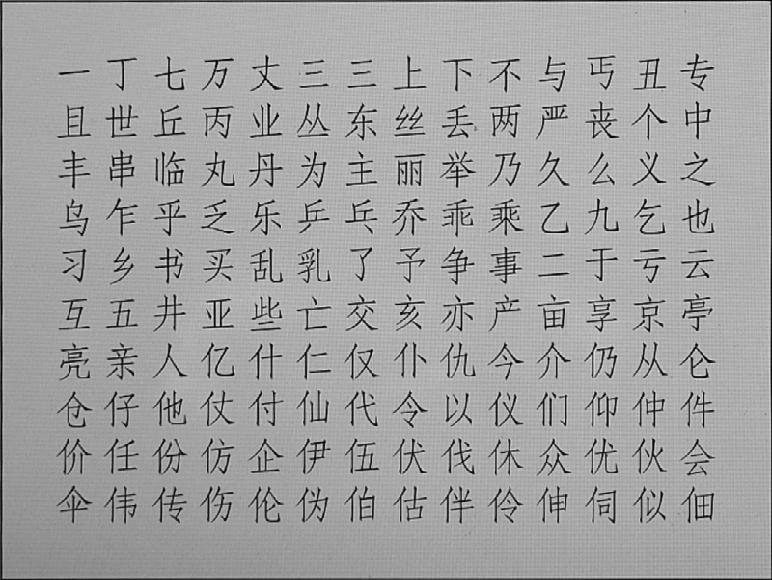 一丁七万丈三三上下不与丐丑专
且世丘丙业丛东丝丢两严丧个中
丰串临丸丹为主丽举乃久么义之
乌乍乎乏乐乒乓乔乖乘乙九乞也
习乡书买乱乳了予争事二于亏云
互五井亚些亡交亥亦产亩享京亭
亮亲人亿什仁仅仆仇今介仍从仑
仓仔他仗付仙代令以仪们仰仲件
价任份仿企伊伍伏伐休众优伙会
伞伟传伤伦伪伯估伴伶伸伺似佃